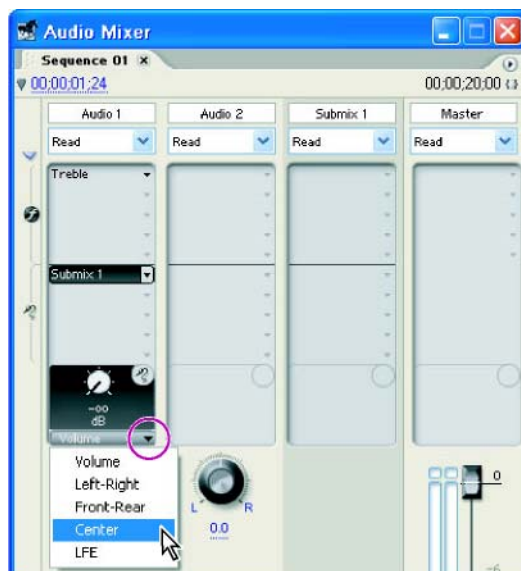 Audio Mixer
Sequence 01 x
00;00;01;24 00;00;20;00
Audio 1 Audio 2 Submix 1 Master
Read Read Read Read
Treble
Submix 1
-oo
dB
Volume
Volume
Left-Right
Front-Rear
Center
LFE
L R
0.0
0
-6